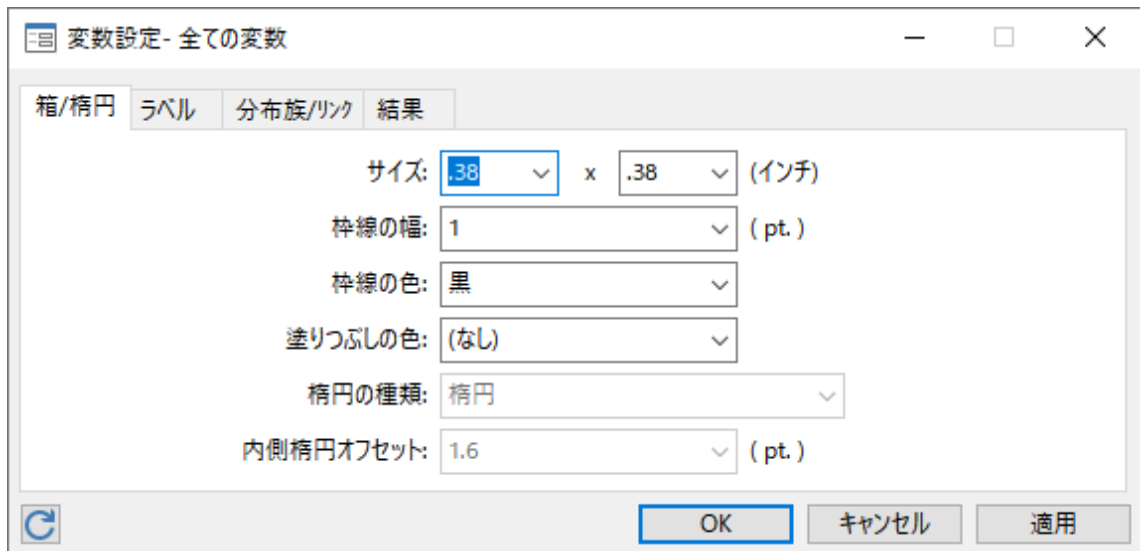 変数設定- 全ての変数
箱/楕円 ラベル 分布族/リンク 結果
サイズ: .38 x .38 (インチ)
枠線の幅: 1 ( pt. )
枠線の色: 黒
塗りつぶしの色: (なし)
楕円の種類: 楕円
内側楕円オフセット: 1.6 ( pt. )
OK キャンセル 適用